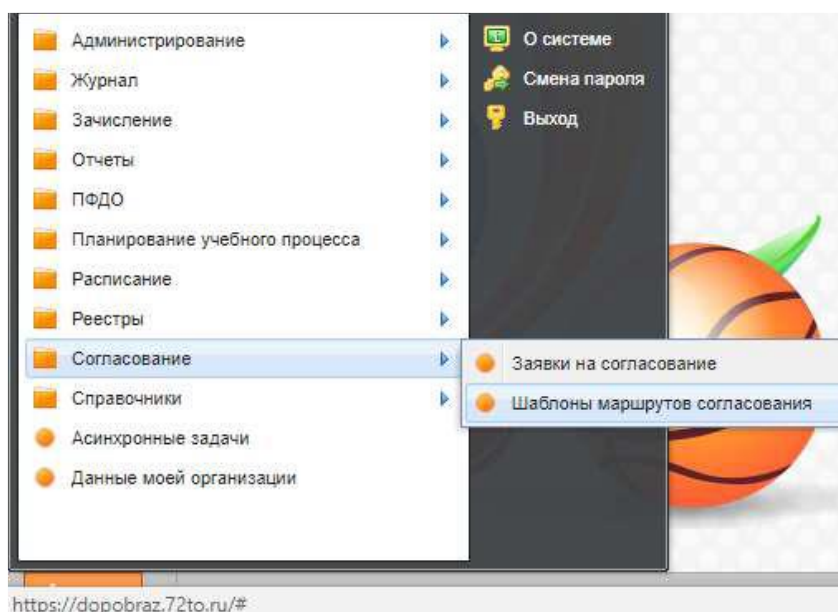 Администрирование
Журнал
Зачисление
Отчеты
ПФДО
Планирование учебного процесса
Расписание
Реестры
Согласование
Справочники
Асинхронные задачи
Данные моей организации
О системе
Смена пароля
Выход
Заявки на согласование
Шаблоны маршрутов согласования
https://dopobraz.72to.ru/#